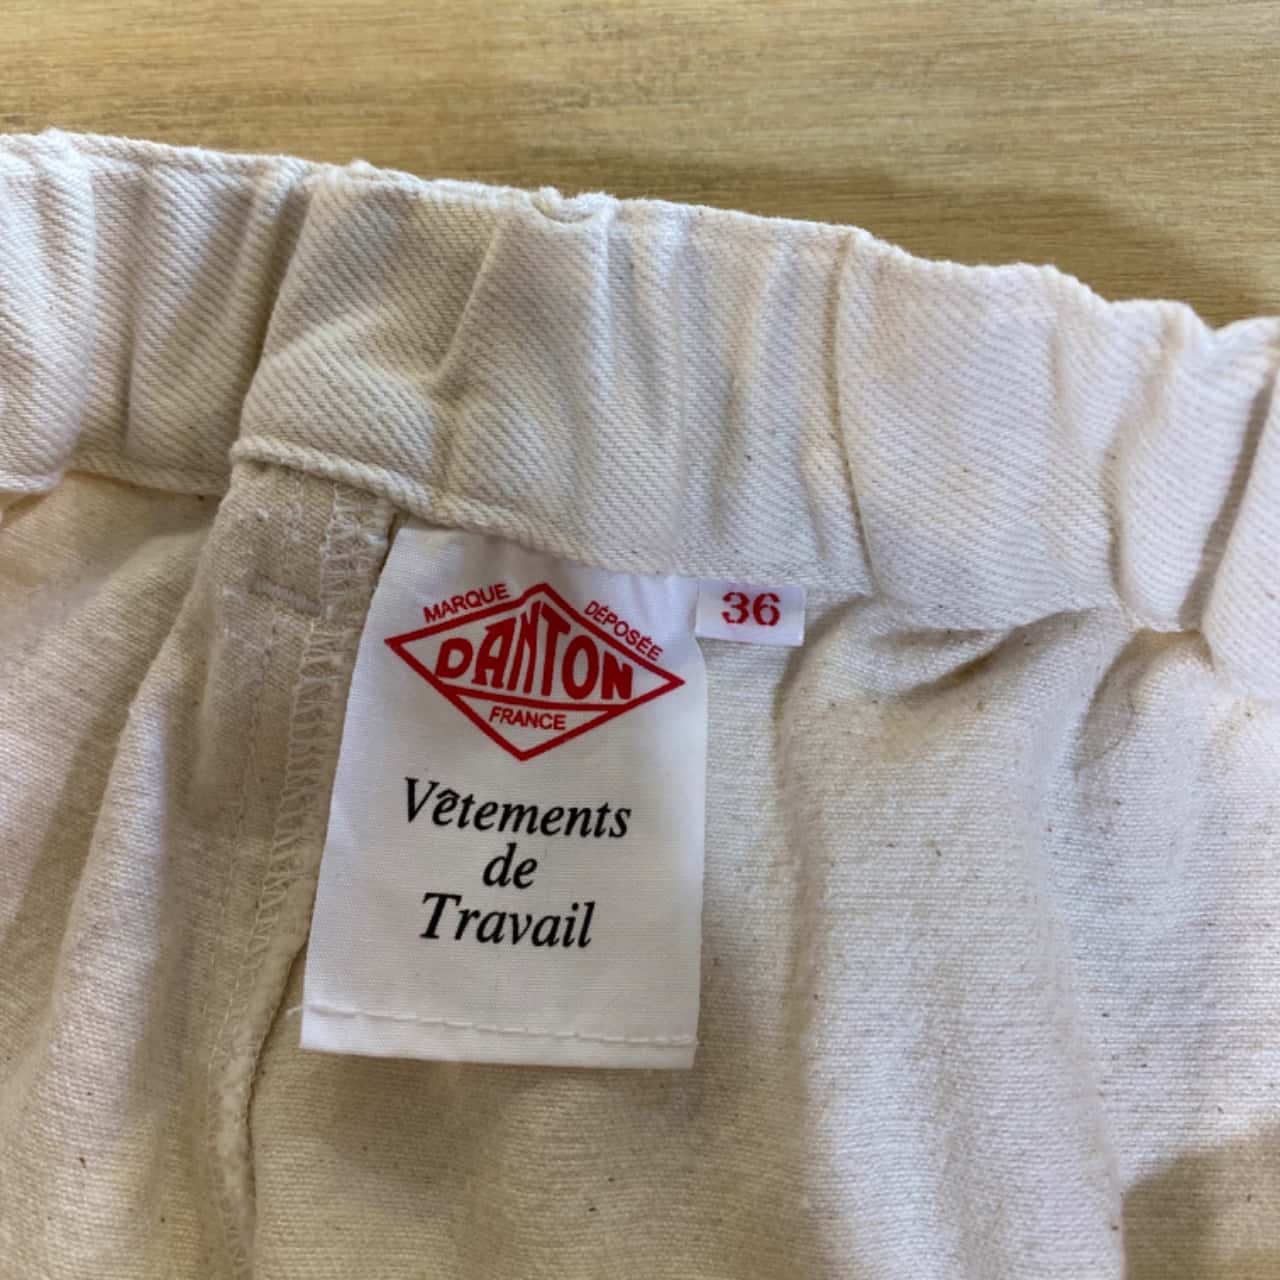 MARQUE DÉPOSÉE
DANTON
FRANCE
36
Vêtements
de
Travail